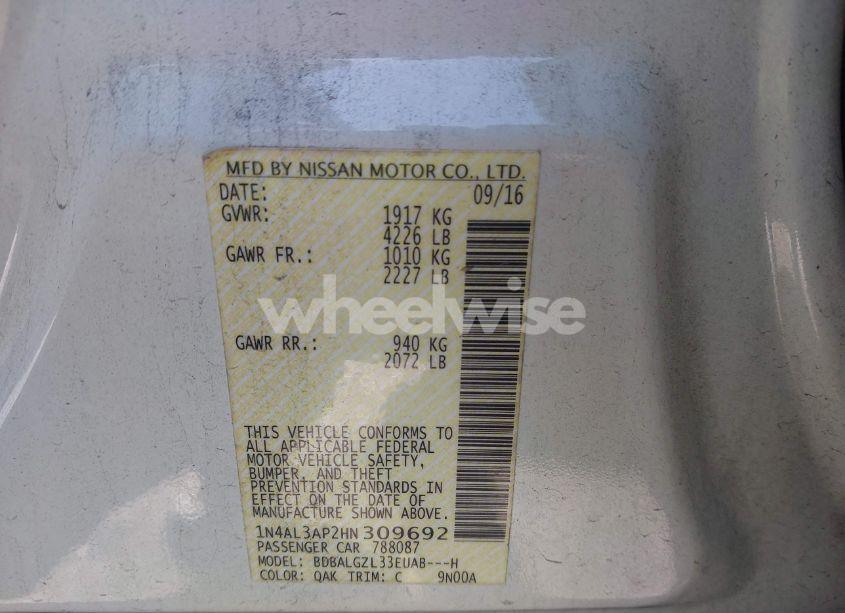 MFD BY NISSAN MOTOR CO., LTD.
DATE: 09/16
GVWR: 1917 KG
4226 LB
GAWR FR.: 1010 KG
2227 LB
wheelwise
GAWR RR.: 940 KG
2072 LB
THIS VEHICLE CONFORMS TO
ALL APPLICABLE FEDERAL
MOTOR VEHICLE SAFETY,
BUMPER, AND THEFT
PREVENTION STANDARDS IN
EFFECT ON THE DATE OF
MANUFACTURE SHOWN ABOVE.
1N4AL3AP2HN 309692
PASSENGER CAR 788087
MODEL: BDBALGZL33EUAB---H
COLOR: QAK TRIM: C 9N00A